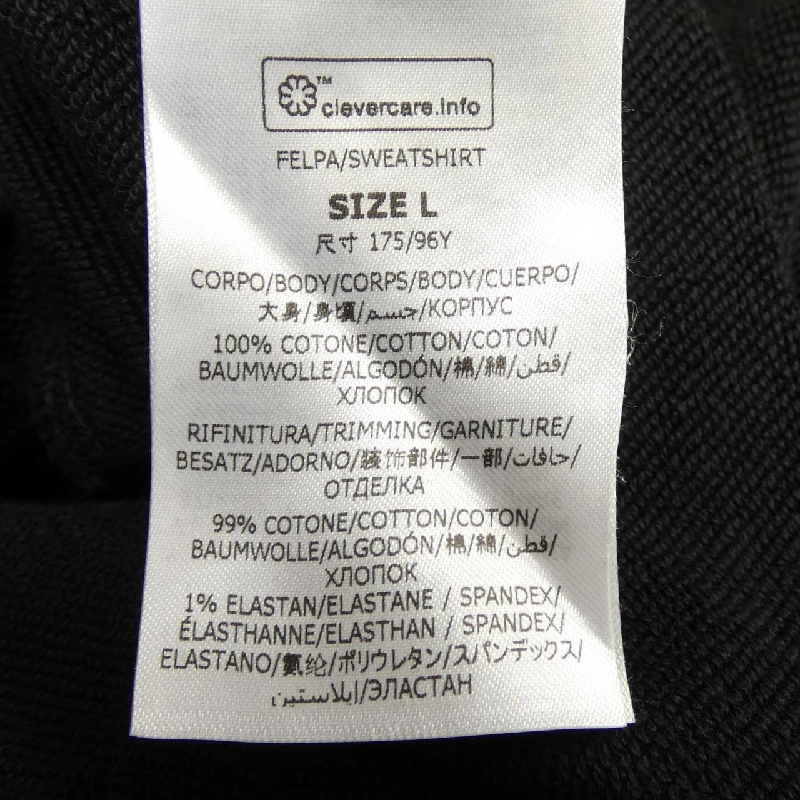 ™
clevercare.info
FELPA/SWEATSHIRT
SIZE L
尺寸 175/96Y
CORPO/BODY/CORPS/BODY/CUERPO/
大身/身頃/جسم/КОРПУС
100% COTONE/COTTON/COTON/
BAUMWOLLE/ALGODÓN/棉/綿/قطن/
ХЛОПОК
RIFINITURA/TRIMMING/GARNITURE/
BESATZ/ADORNO/装饰部件/一部/حافات/
ОТДЕЛКА
99% COTONE/COTTON/COTON/
BAUMWOLLE/ALGODÓN/棉/綿/قطن/
ХЛОПОК
1% ELASTAN/ELASTANE / SPANDEX/
ÉLASTHANNE/ELASTHAN / SPANDEX/
ELASTANO/氨纶/ポリウレタン/スパンデックス/
إيلاستين/ЭЛАСТАН